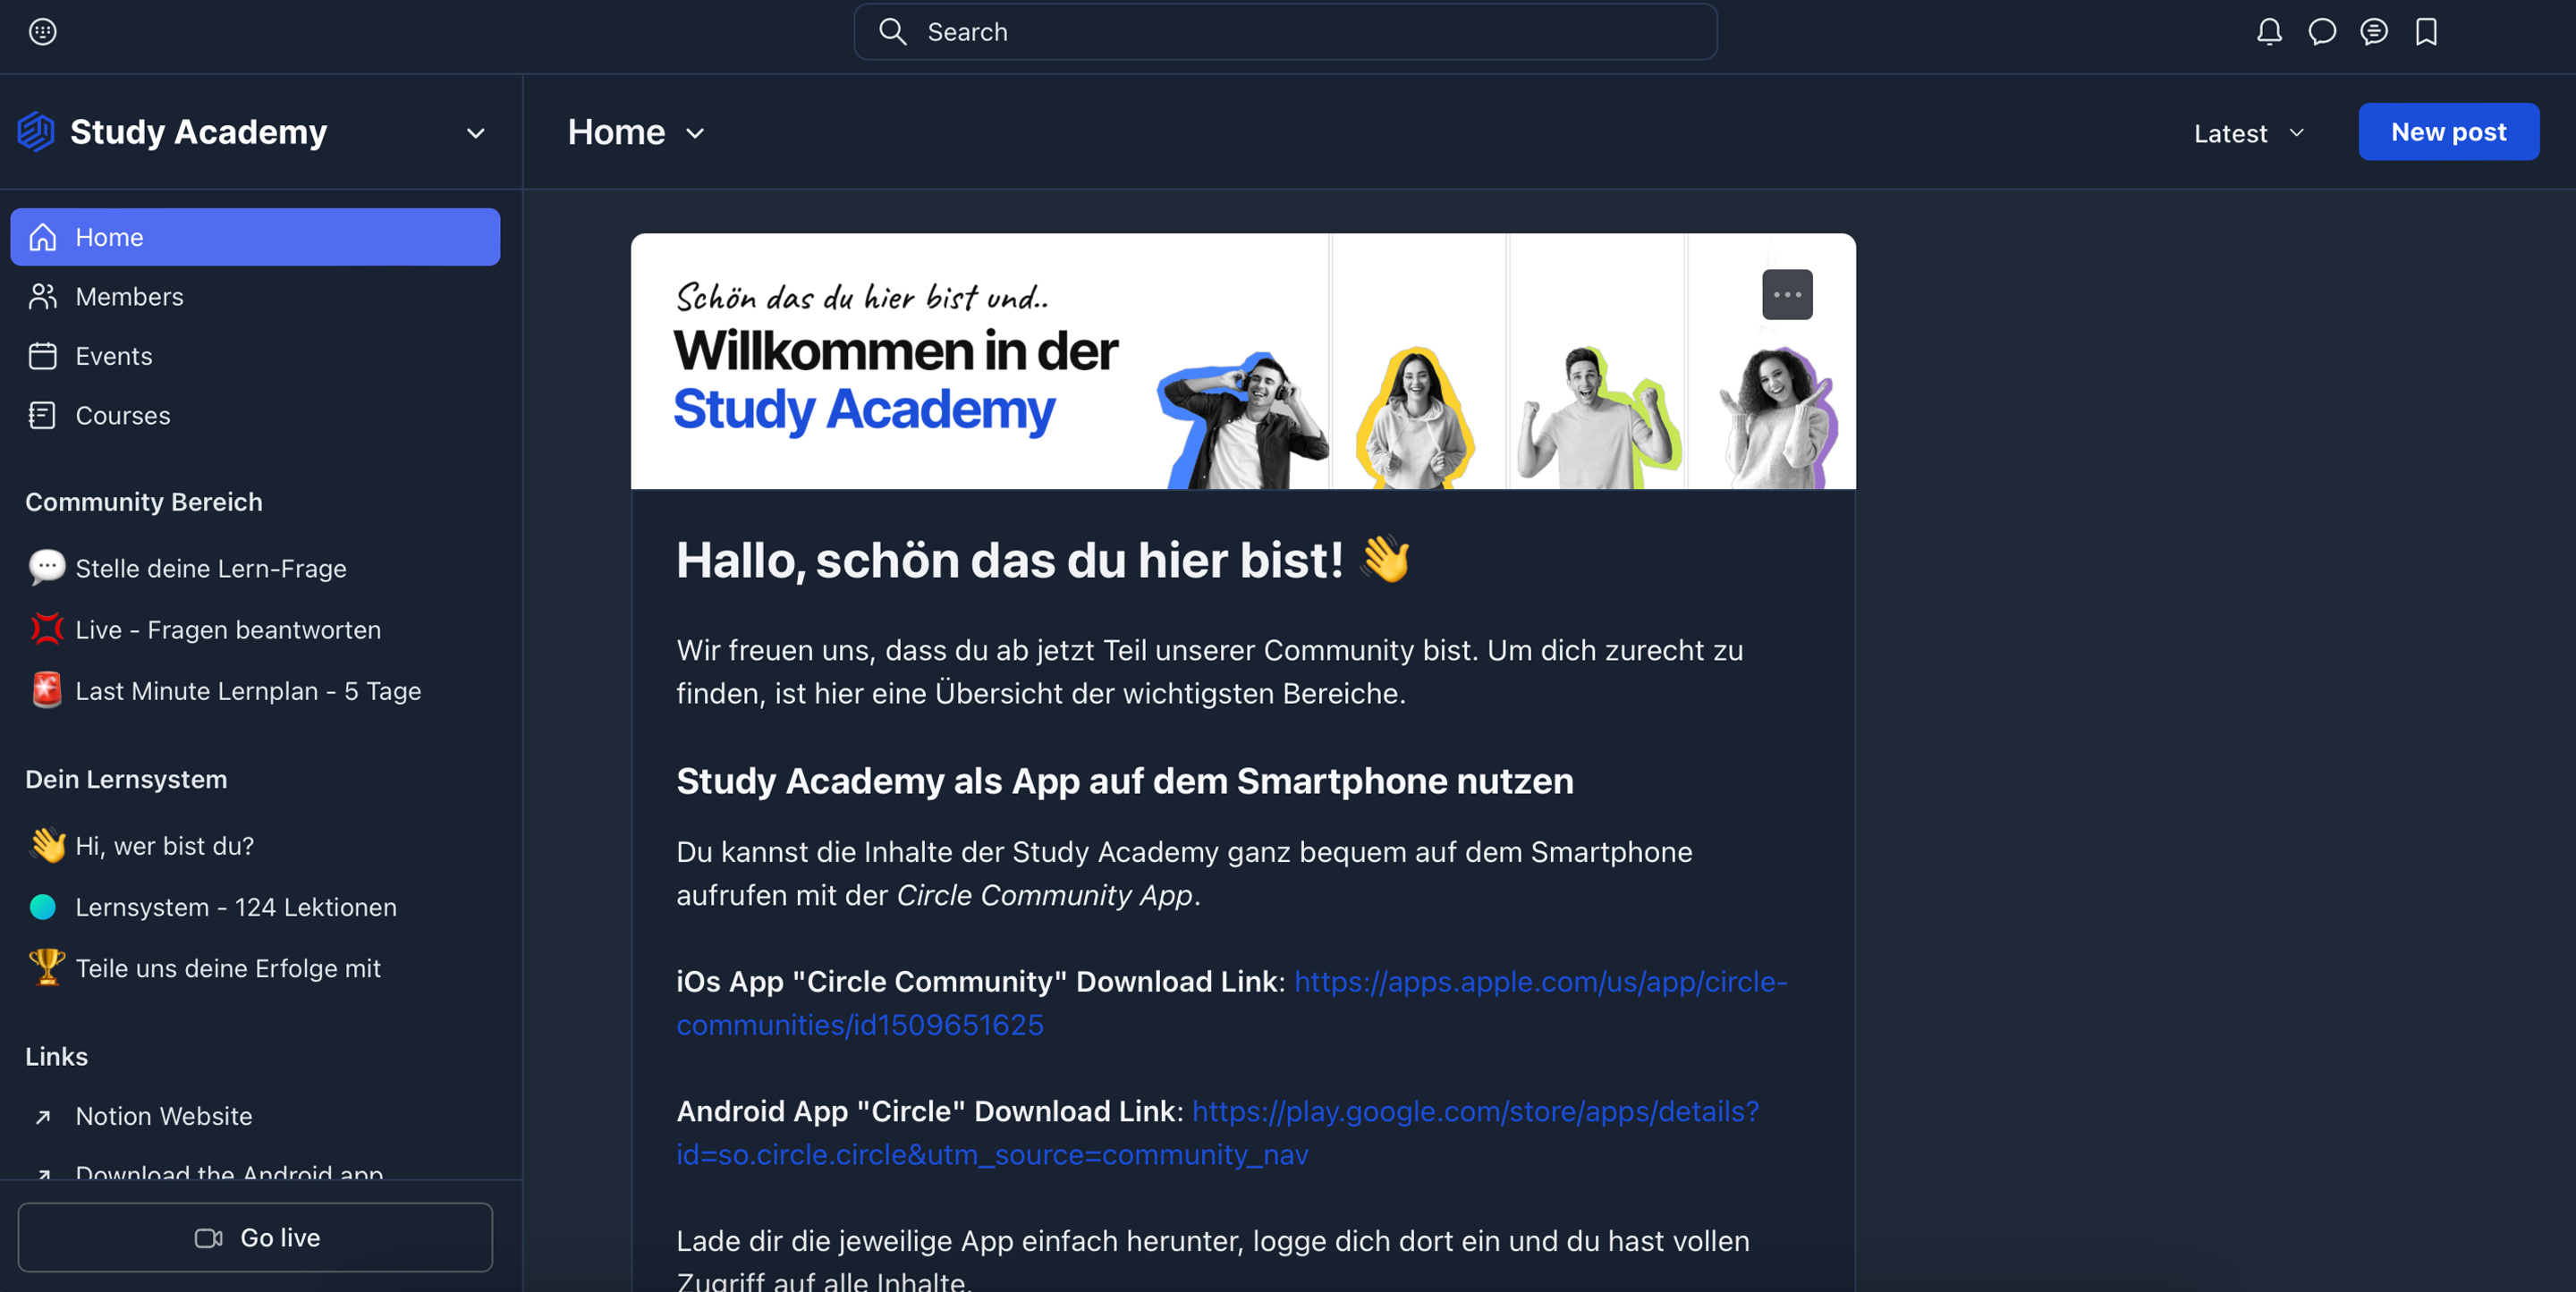 Search
Study Academy
Home
Latest
New post
Home
Members
Events
Courses
Community Bereich
Stelle deine Lern-Frage
Live - Fragen beantworten
Last Minute Lernplan - 5 Tage
Dein Lernsystem
Hi, wer bist du?
Lernsystem - 124 Lektionen
Teile uns deine Erfolge mit
Links
Notion Website
Download the Android app
Go live
Schön das du hier bist und..
Willkommen in der
Study Academy
Hallo, schön das du hier bist! 👋
Wir freuen uns, dass du ab jetzt Teil unserer Community bist. Um dich zurecht zu
finden, ist hier eine Übersicht der wichtigsten Bereiche.
Study Academy als App auf dem Smartphone nutzen
Du kannst die Inhalte der Study Academy ganz bequem auf dem Smartphone
aufrufen mit der Circle Community App.
iOs App "Circle Community" Download Link: https://apps.apple.com/us/app/circle-
communities/id1509651625
Android App "Circle" Download Link: https://play.google.com/store/apps/details?
id=so.circle.circle&utm_source=community_nav
Lade dir die jeweilige App einfach herunter, logge dich dort ein und du hast vollen
Zugriff auf alle Inhalte.